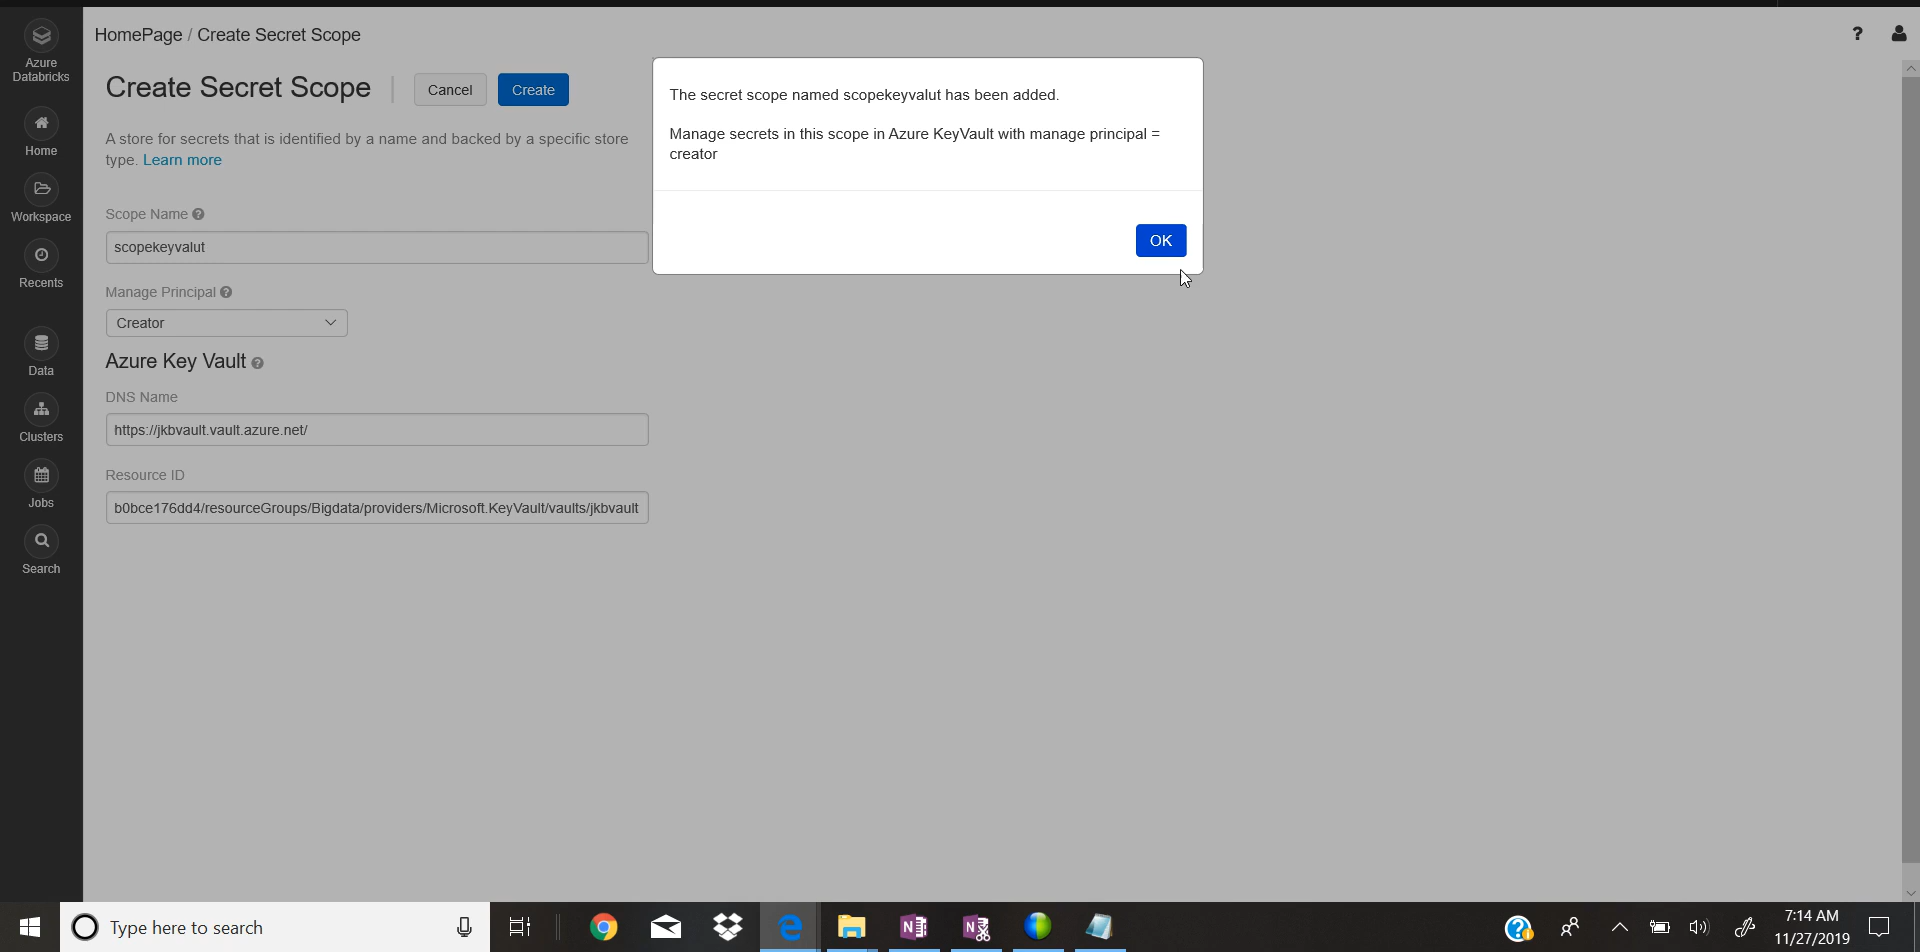 Azure
Databricks
Home
Workspace
Recents
Data
Clusters
Jobs
Search
HomePage / Create Secret Scope
?
Create Secret Scope
Cancel
Create
A store for secrets that is identified by a name and backed by a specific store
type. Learn more
Scope Name ?
scopekeyvalut
Manage Principal ?
Creator
Azure Key Vault ?
DNS Name
https://jkbvault.vault.azure.net/
Resource ID
b0bce176dd4/resourceGroups/Bigdata/providers/Microsoft.KeyVault/vaults/jkbvault
The secret scope named scopekeyvalut has been added.
Manage secrets in this scope in Azure KeyVault with manage principal =
creator
OK
Type here to search
N
N
?
7:14 AM
11/27/2019